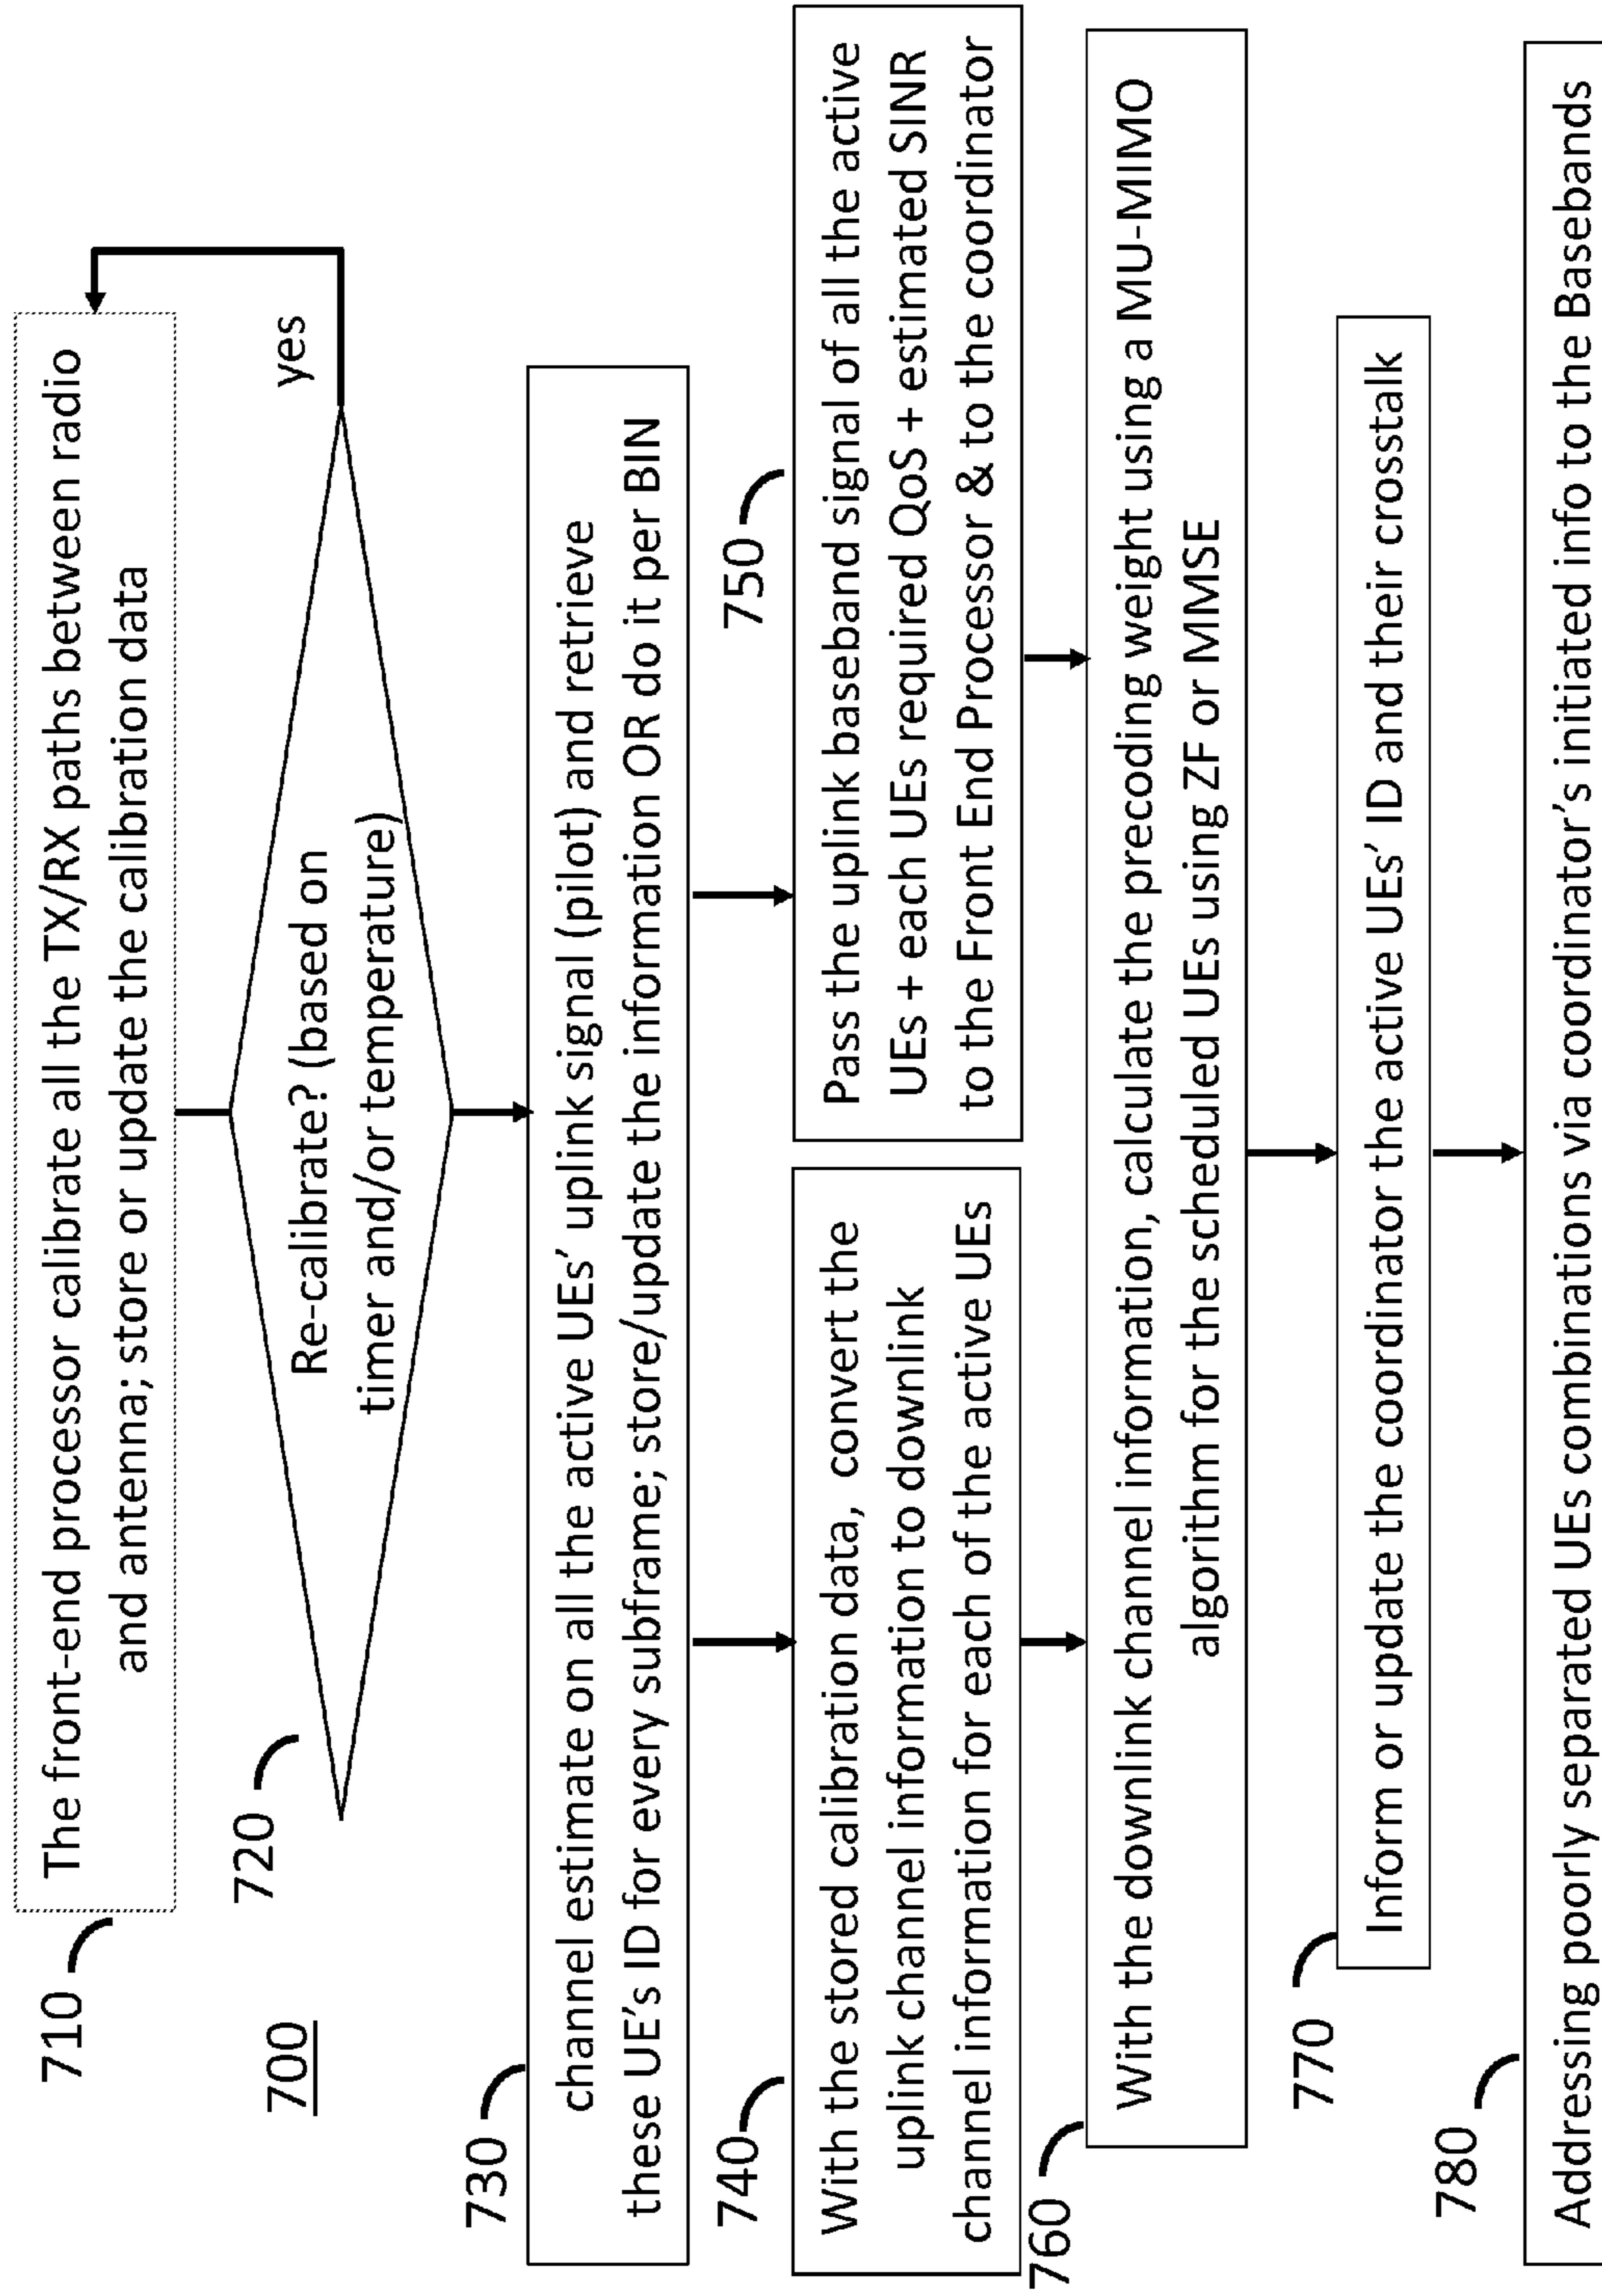 710
The front-end processor calibrate all the TX/RX paths between radio
and antenna; store or update the calibration data
700
720
Re-calibrate? (based on
timer and/or temperature)
yes
730
channel estimate on all the active UEs’ uplink signal (pilot) and retrieve
these UE’s ID for every subframe; store/update the information OR do it per BIN
740
With the stored calibration data, convert the
uplink channel information to downlink
channel information for each of the active UEs
750
Pass the uplink baseband signal of all the active
UEs + each UEs required QoS + estimated SINR
to the Front End Processor & to the coordinator
760
With the downlink channel information, calculate the precoding weight using a MU-MIMO
algorithm for the scheduled UEs using ZF or MMSE
770
Inform or update the coordinator the active UEs’ ID and their crosstalk
780
Addressing poorly separated UEs combinations via coordinator’s initiated info to the Basebands